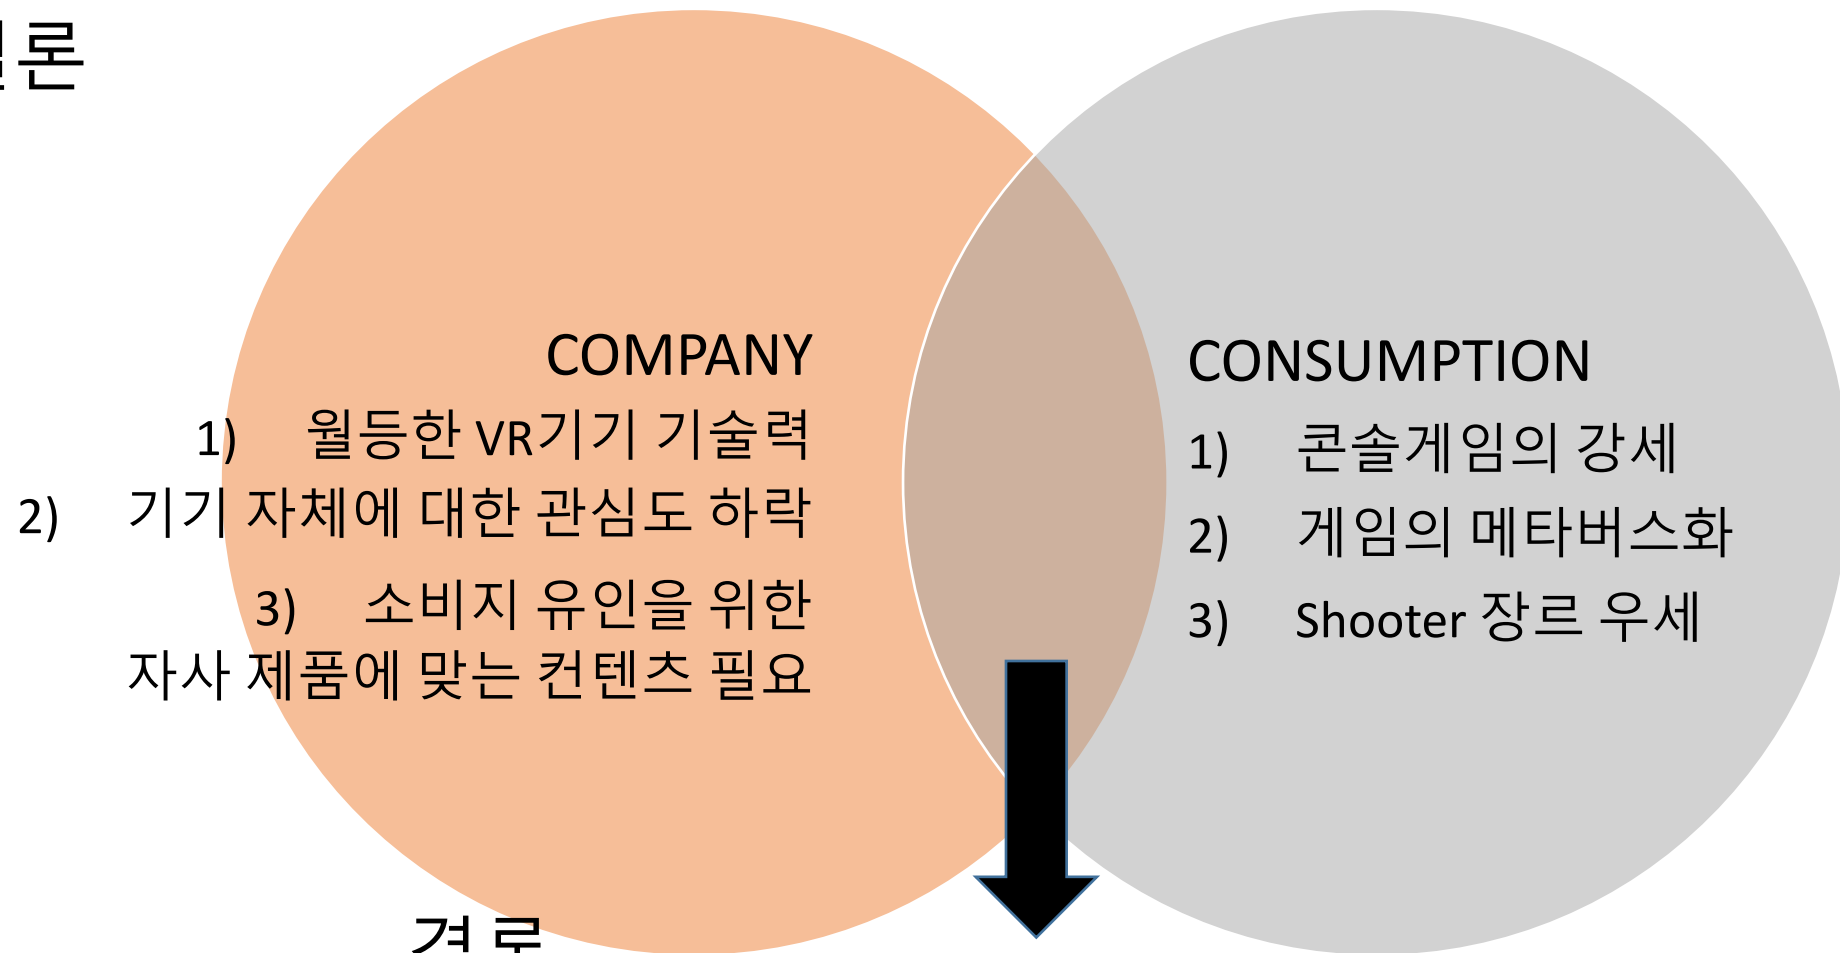 론
COMPANY
1) 월등한 VR기기 기술력
2) 기기 자체에 대한 관심도 하락
3) 소비지 유인을 위한
자사 제품에 맞는 컨텐츠 필요
CONSUMPTION
1) 콘솔게임의 강세
2) 게임의 메타버스화
3) Shooter 장르 우세